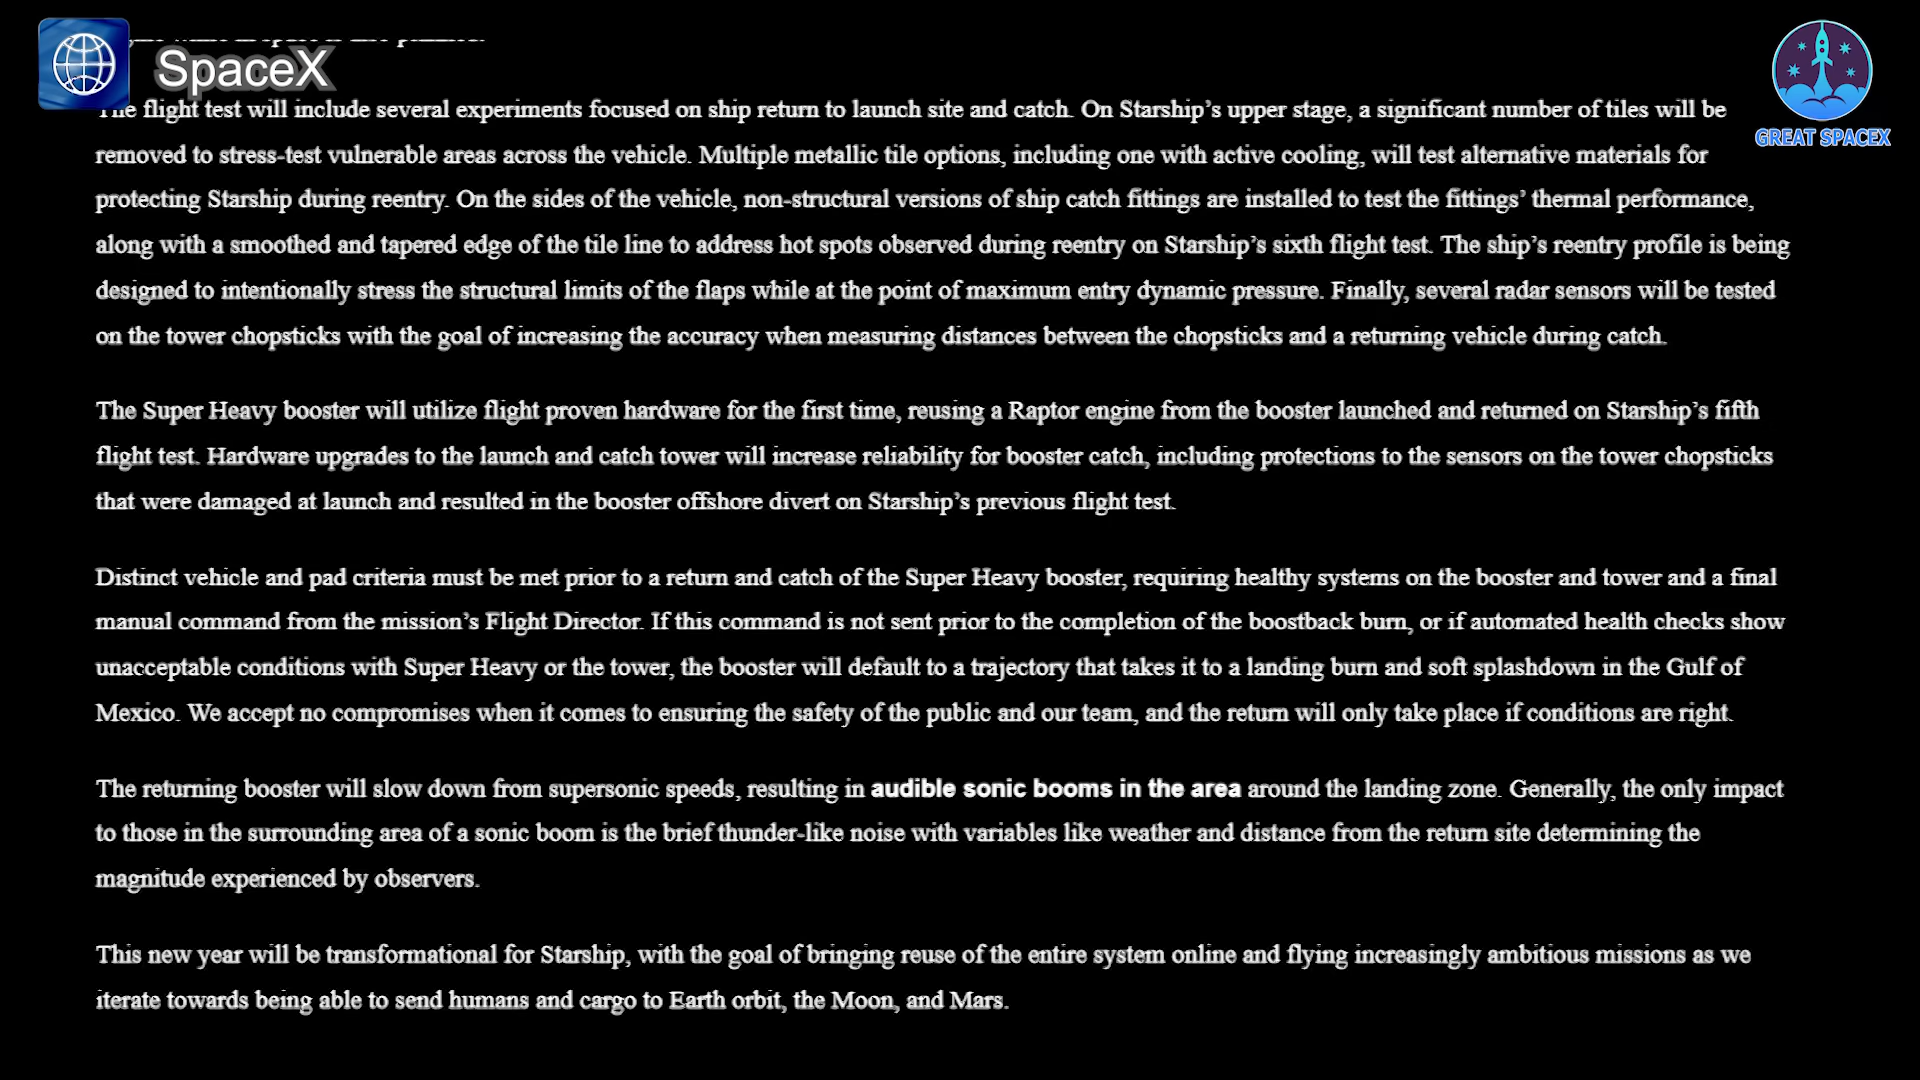 SpaceX
GREAT SPACEX
The flight test will include several experiments focused on ship return to launch site and catch. On Starship’s upper stage, a significant number of tiles will be
removed to stress-test vulnerable areas across the vehicle. Multiple metallic tile options, including one with active cooling, will test alternative materials for
protecting Starship during reentry. On the sides of the vehicle, non-structural versions of ship catch fittings are installed to test the fittings’ thermal performance,
along with a smoothed and tapered edge of the tile line to address hot spots observed during reentry on Starship’s sixth flight test. The ship’s reentry profile is being
designed to intentionally stress the structural limits of the flaps while at the point of maximum entry dynamic pressure. Finally, several radar sensors will be tested
on the tower chopsticks with the goal of increasing the accuracy when measuring distances between the chopsticks and a returning vehicle during catch.
The Super Heavy booster will utilize flight proven hardware for the first time, reusing a Raptor engine from the booster launched and returned on Starship’s fifth
flight test. Hardware upgrades to the launch and catch tower will increase reliability for booster catch, including protections to the sensors on the tower chopsticks
that were damaged at launch and resulted in the booster offshore divert on Starship’s previous flight test.
Distinct vehicle and pad criteria must be met prior to a return and catch of the Super Heavy booster, requiring healthy systems on the booster and tower and a final
manual command from the mission’s Flight Director. If this command is not sent prior to the completion of the boostback burn, or if automated health checks show
unacceptable conditions with Super Heavy or the tower, the booster will default to a trajectory that takes it to a landing burn and soft splashdown in the Gulf of
Mexico. We accept no compromises when it comes to ensuring the safety of the public and our team, and the return will only take place if conditions are right.
The returning booster will slow down from supersonic speeds, resulting in audible sonic booms in the area around the landing zone. Generally, the only impact
to those in the surrounding area of a sonic boom is the brief thunder-like noise with variables like weather and distance from the return site determining the
magnitude experienced by observers.
This new year will be transformational for Starship, with the goal of bringing reuse of the entire system online and flying increasingly ambitious missions as we
iterate towards being able to send humans and cargo to Earth orbit, the Moon, and Mars.